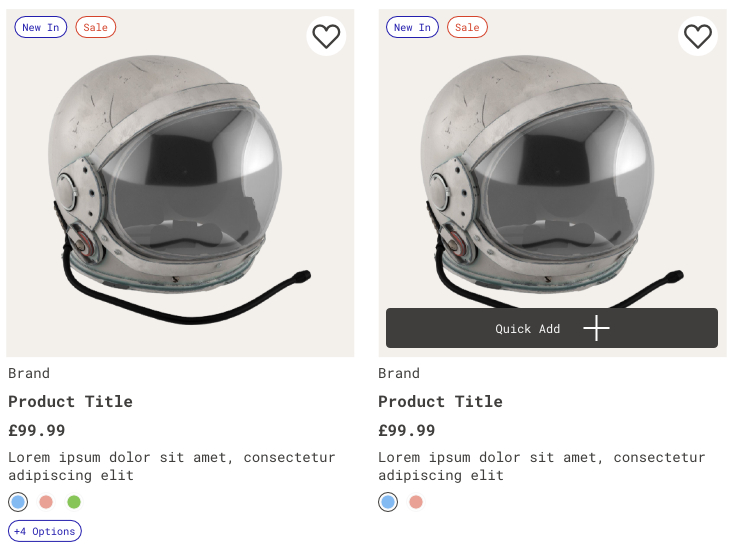 New In Sale
Brand
Product Title
£99.99
Lorem ipsum dolor sit amet, consectetur
adipiscing elit
+4 Options
New In Sale
Quick Add
Brand
Product Title
£99.99
Lorem ipsum dolor sit amet, consectetur
adipiscing elit